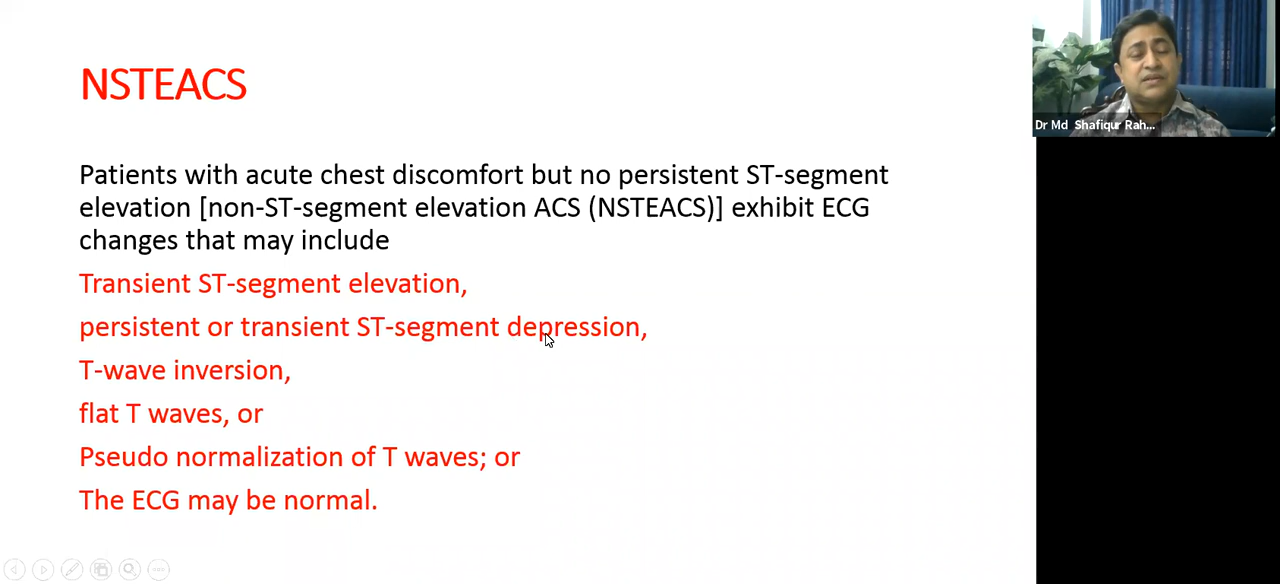 NSTEACS
Patients with acute chest discomfort but no persistent ST-segment
elevation [non-ST-segment elevation ACS (NSTEACS)] exhibit ECG
changes that may include
Transient ST-segment elevation,
persistent or transient ST-segment depression,
T-wave inversion,
flat T waves, or
Pseudo normalization of T waves; or
The ECG may be normal.
Dr Md Shafiqur Rah...